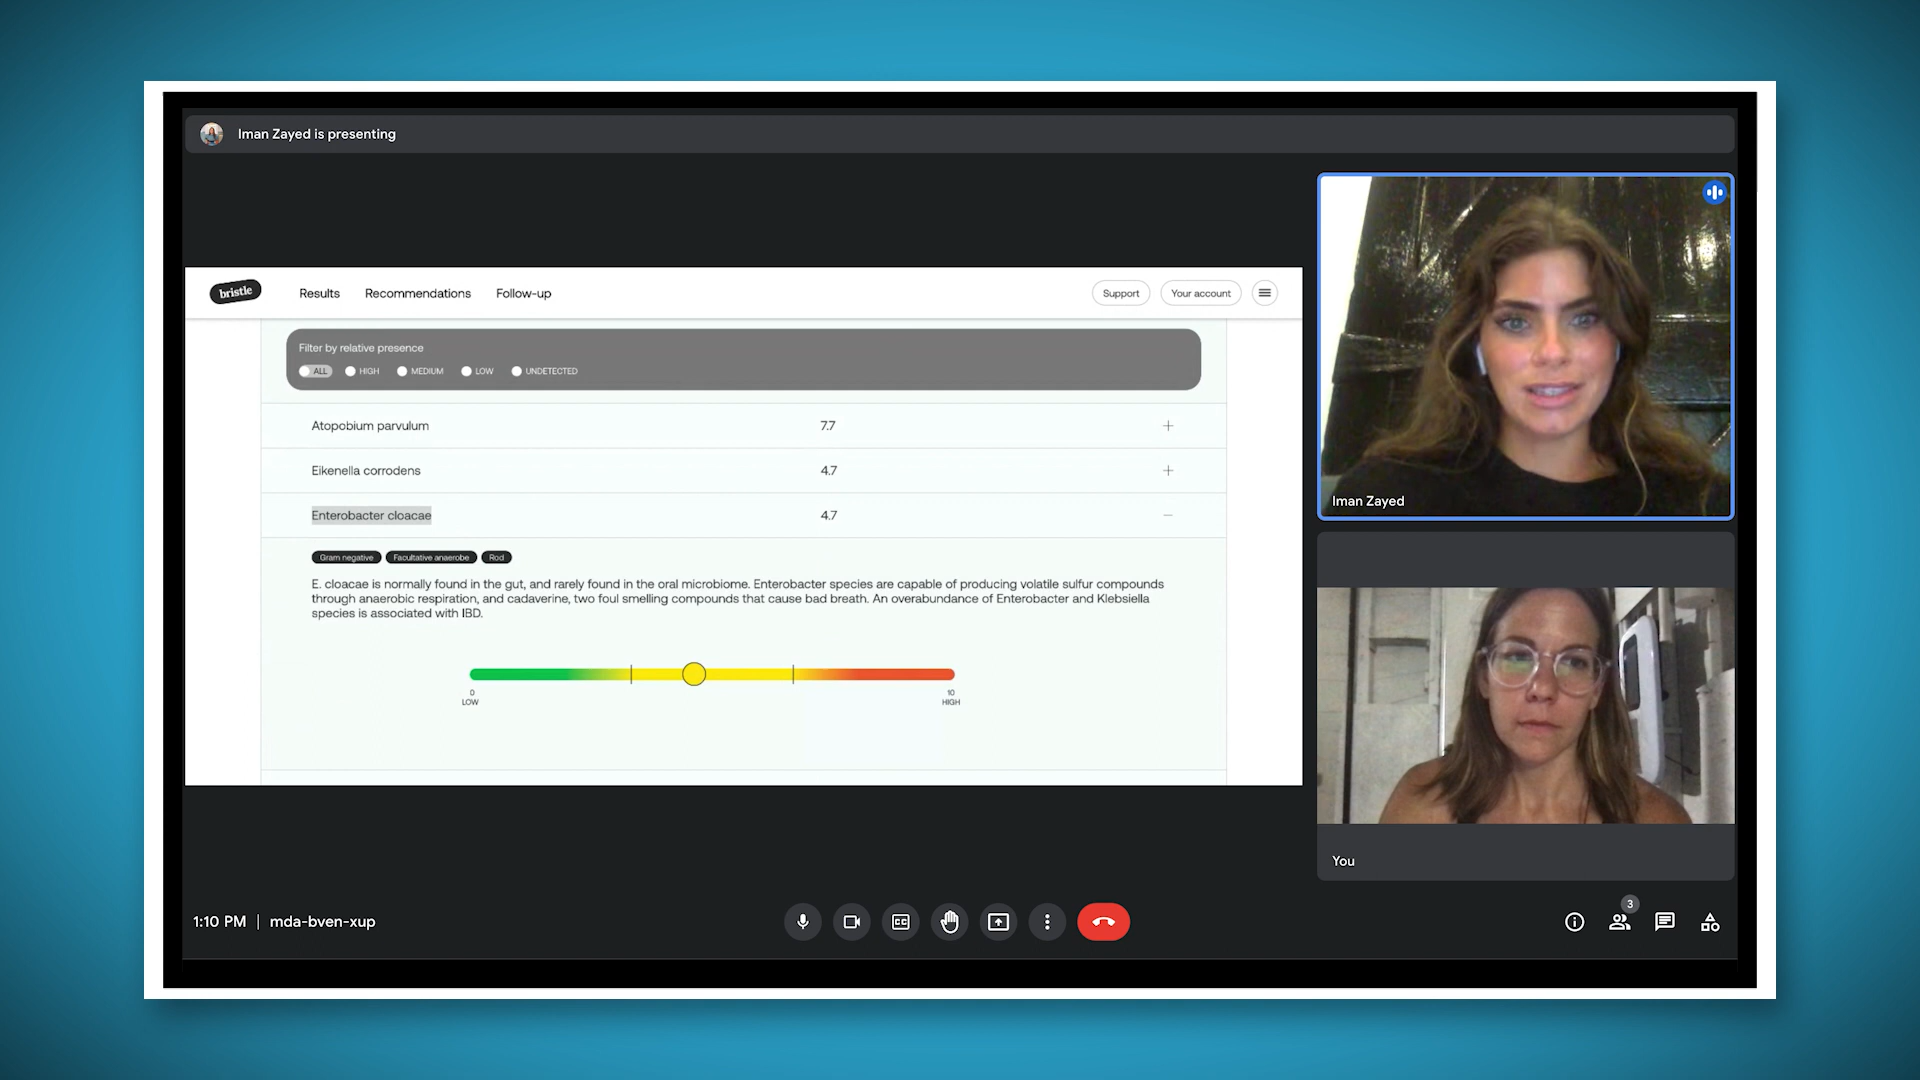 Iman Zayed is presenting
bristle
Results
Recommendations
Follow-up
Support
Your account
Filter by relative presence
ALL HIGH MEDIUM LOW UNDETECTED
Atopobium parvulum 7.7 +
Eikenella corrodens 4.7 +
Enterobacter cloacae 4.7 –
Gram negative Facultative anaerobe Rod
E. cloacae is normally found in the gut, and rarely found in the oral microbiome. Enterobacter species are capable of producing volatile sulfur compounds
through anaerobic respiration, and cadaverine, two foul smelling compounds that cause bad breath. An overabundance of Enterobacter and Klebsiella
species is associated with IBD.
0
LOW
10
HIGH
Iman Zayed
You
1:10 PM | mda-bven-xup
CC
3